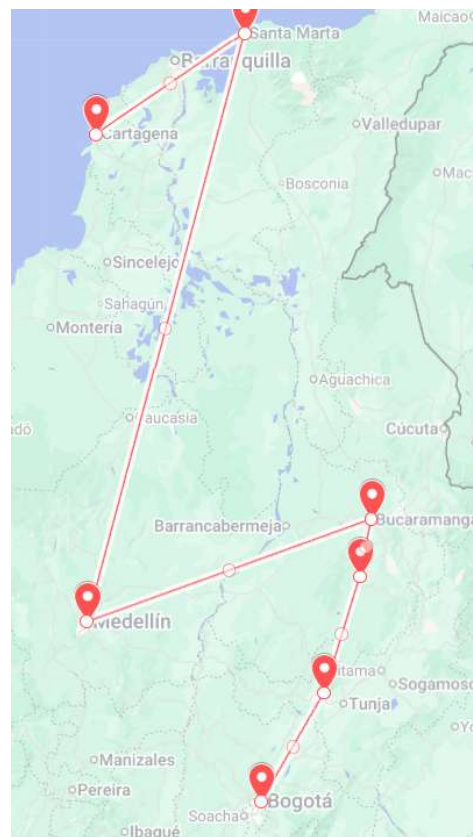 Maicao
Santa Marta
Barranquilla
Valledupar
Cartagena
Bosconia
Sincelejo
Sahagún
Montería
Aguachica
Caucasia
Cúcuta
Barrancabermeja
Bucaramanga
Medellín
Sogamoso
Tunja
Manizales
Pereira
Bogotá
Soacha
Ibagué